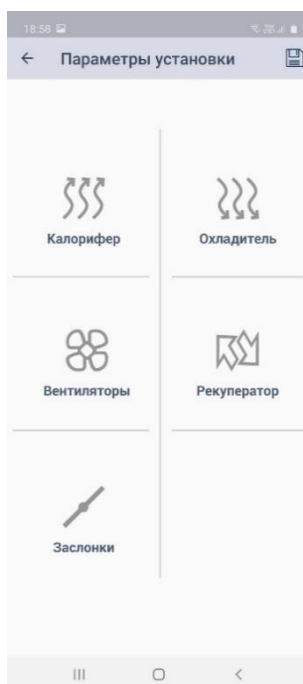 18:58
Параметры установки
Калорифер
Охладитель
Вентиляторы
Рекуператор
Заслонки